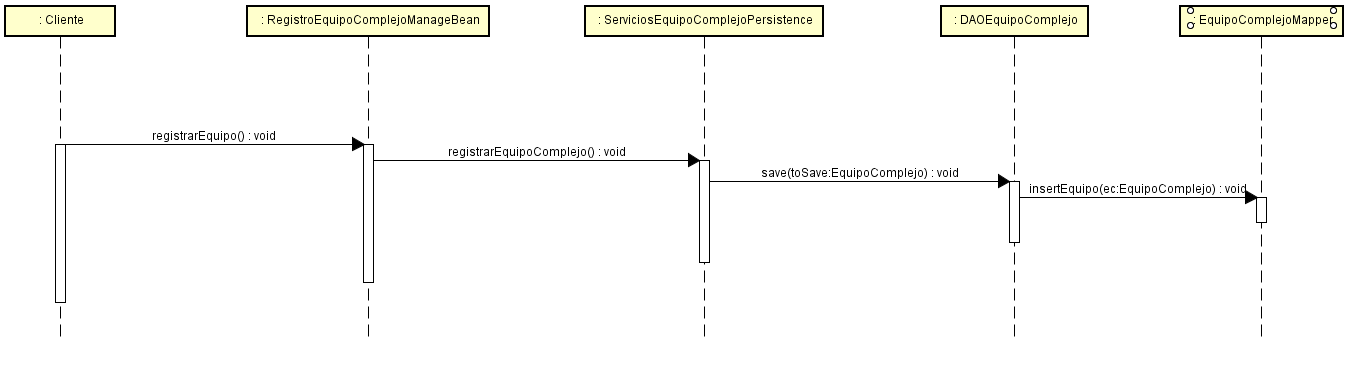 : Cliente
: RegistroEquipoComplejoManageBean
: ServiciosEquipoComplejoPersistence
: DAOEquipoComplejo
: EquipoComplejoMapper
registrarEquipo() : void
registrarEquipoComplejo() : void
save(toSave:EquipoComplejo) : void
insertEquipo(ec:EquipoComplejo) : void